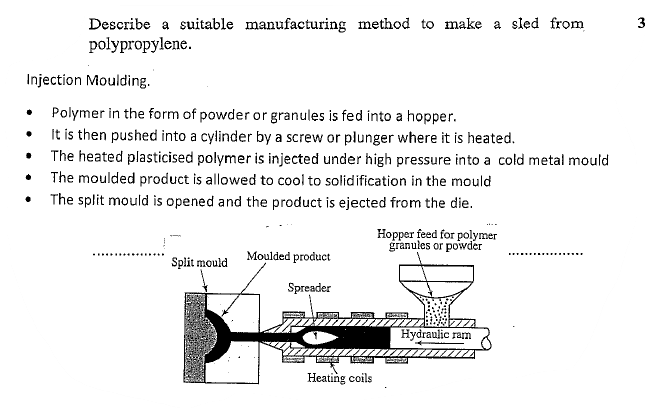 Describe a suitable manufacturing method to make a sled from 3
polypropylene.
Injection Moulding.
• Polymer in the form of powder or granules is fed into a hopper.
• It is then pushed into a cylinder by a screw or plunger where it is heated.
• The heated plasticised polymer is injected under high pressure into a cold metal mould
• The moulded product is allowed to cool to solidification in the mould
• The split mould is opened and the product is ejected from the die.
Hopper feed for polymer
granules or powder
Moulded product
Split mould
Spreader
Hydraulic ram
Heating coils